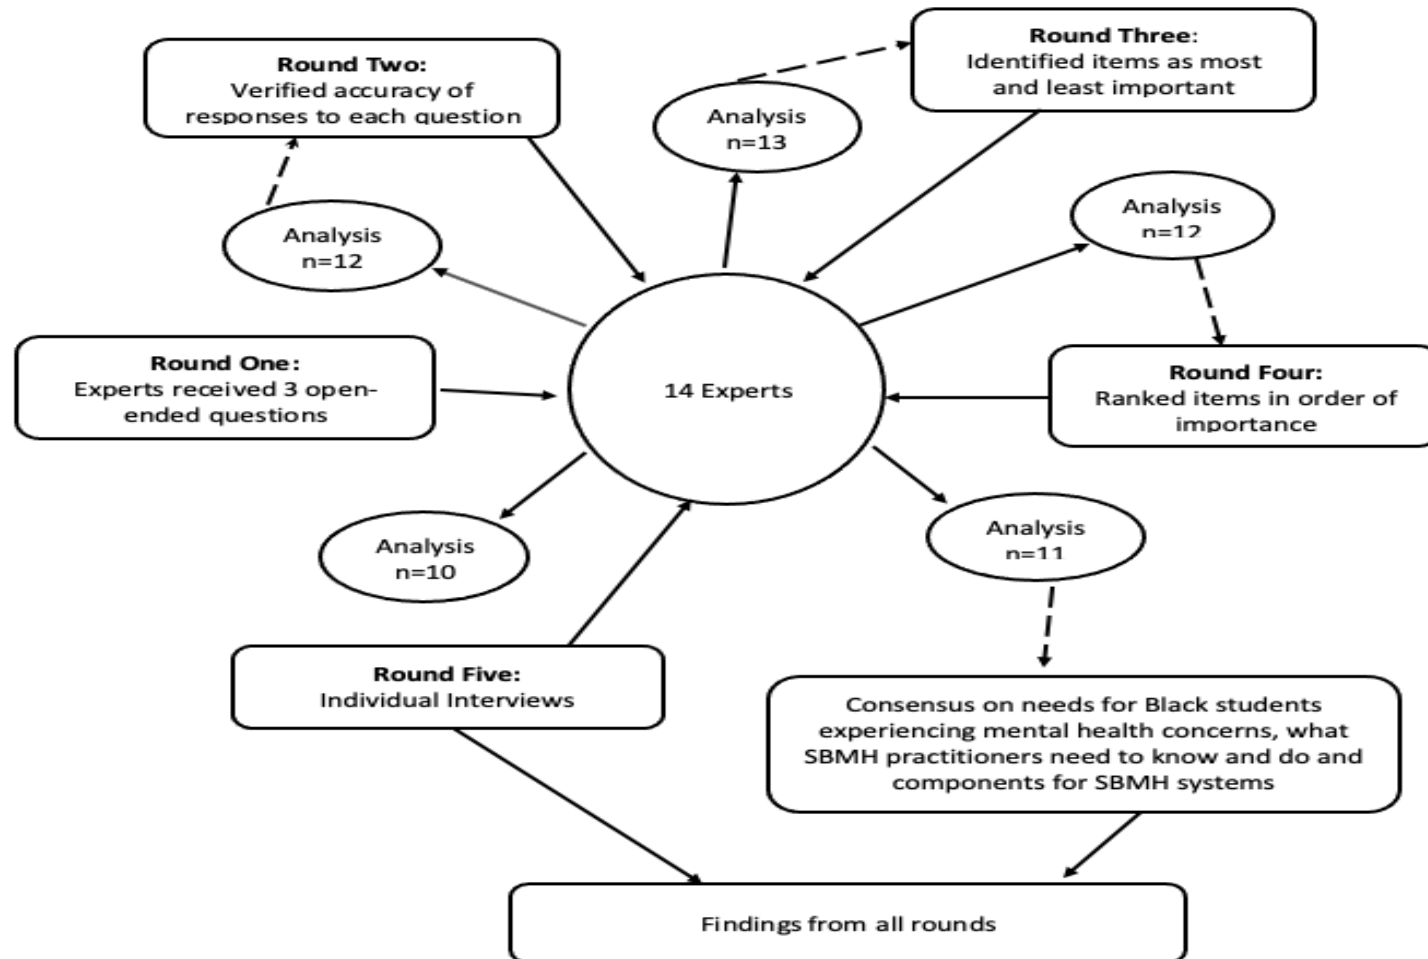 Round Two:
Verified accuracy of
responses to each question
Analysis
n=13
Round Three:
Identified items as most
and least important
Analysis
n=12
Analysis
n=12
Round One:
Experts received 3 open-
ended questions
14 Experts
Round Four:
Ranked items in order of
importance
Analysis
n=10
Analysis
n=11
Round Five:
Individual Interviews
Consensus on needs for Black students
experiencing mental health concerns, what
SBMH practitioners need to know and do and
components for SBMH systems
Findings from all rounds